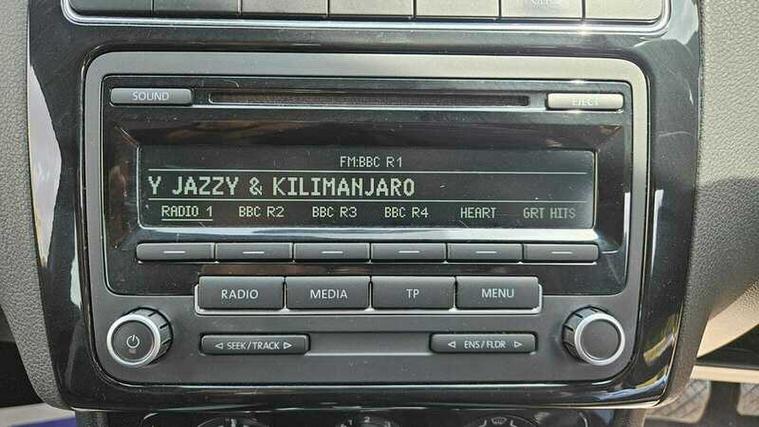 SOUND
EJECT
FM:BBC R1
Y JAZZY & KILIMANJARO
RADIO 1 BBC R2 BBC R3 BBC R4 HEART GRT HITS
RADIO MEDIA TP MENU
SEEK / TRACK ENS / FLDR